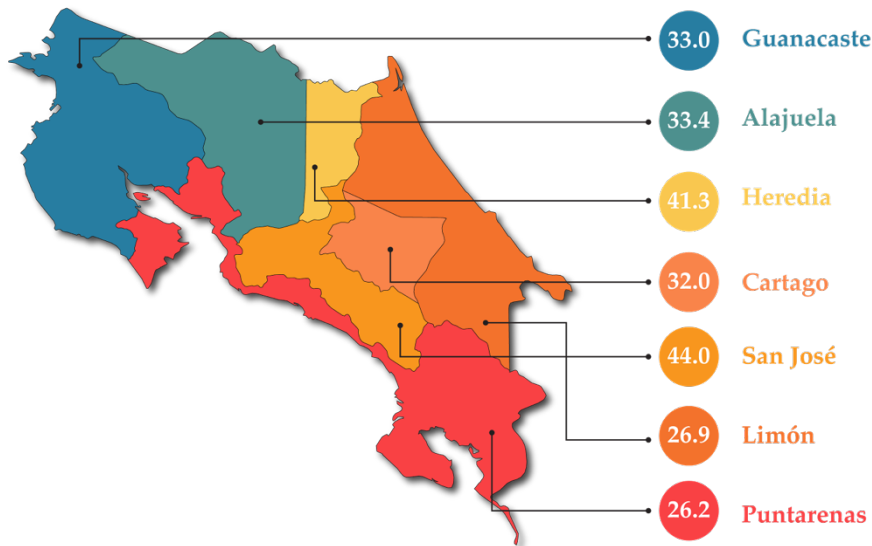 33.0 Guanacaste
33.4 Alajuela
41.3 Heredia
32.0 Cartago
44.0 San José
26.9 Limón
26.2 Puntarenas